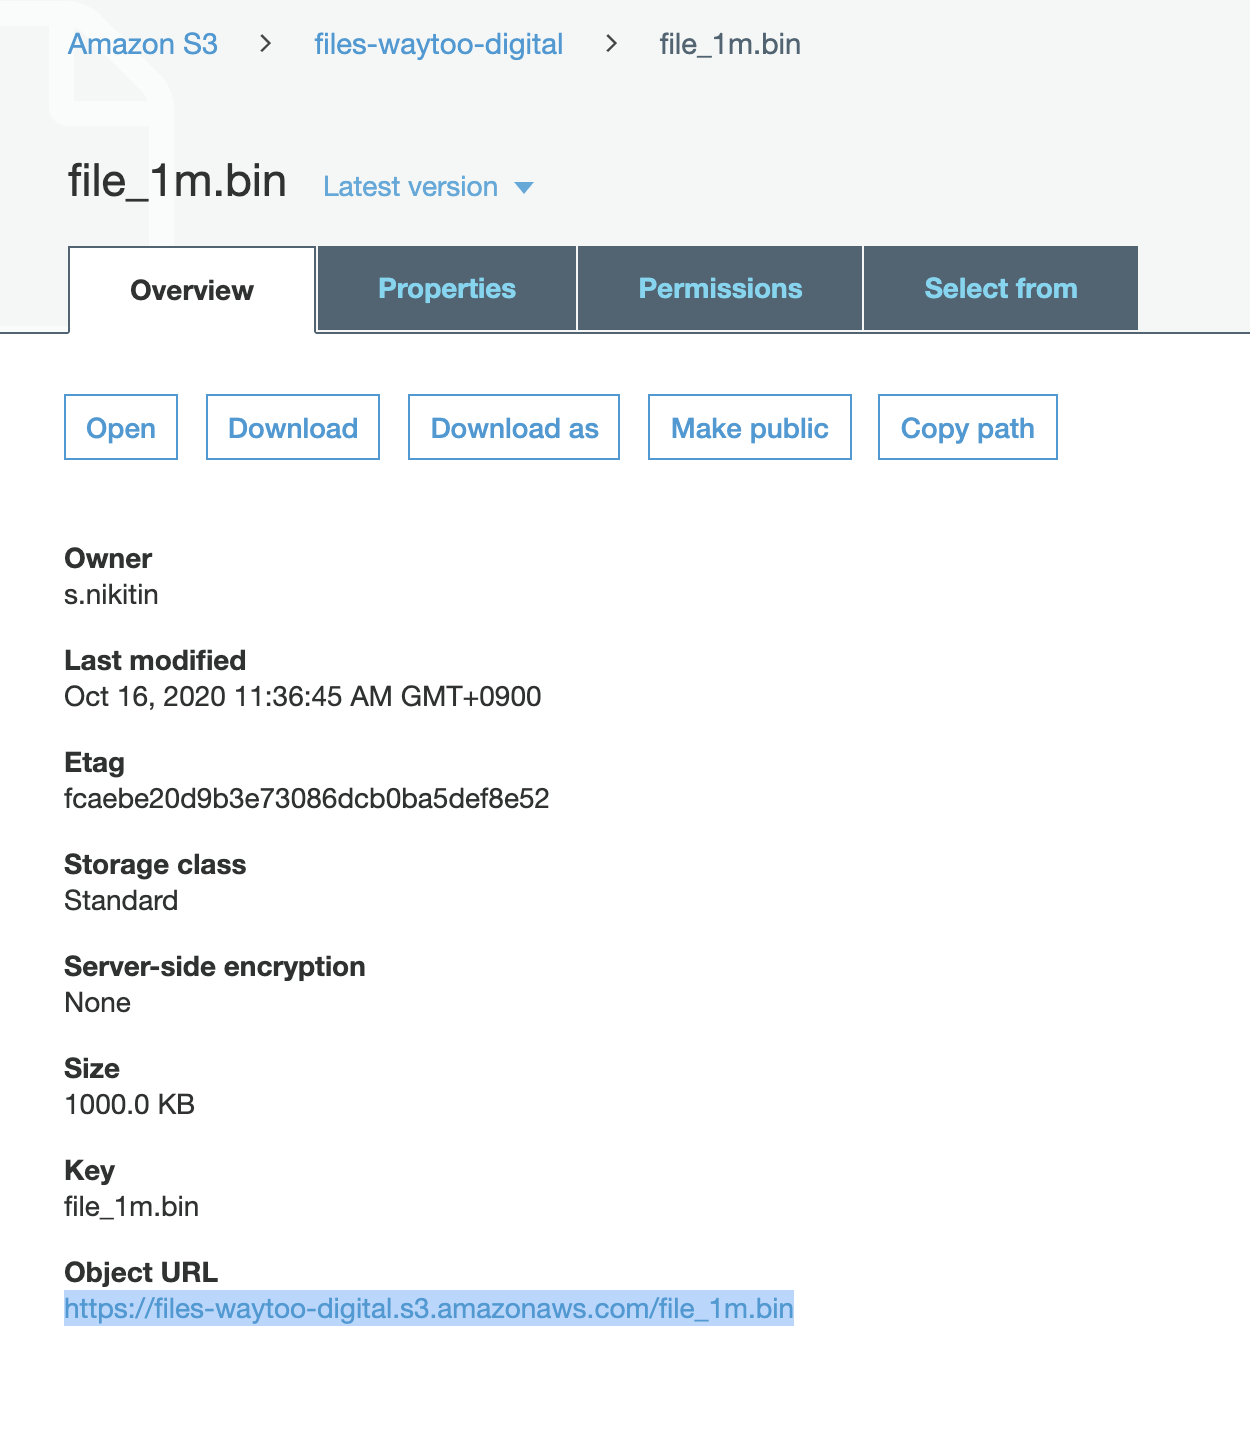 Amazon S3 > files-waytoo-digital > file_1m.bin
file_1m.bin Latest version
Overview Properties Permissions Select from
Open Download Download as Make public Copy path
Owner
s.nikitin
Last modified
Oct 16, 2020 11:36:45 AM GMT+0900
Etag
fcaebe20d9b3e73086dcb0ba5def8e52
Storage class
Standard
Server-side encryption
None
Size
1000.0 KB
Key
file_1m.bin
Object URL
https://files-waytoo-digital.s3.amazonaws.com/file_1m.bin